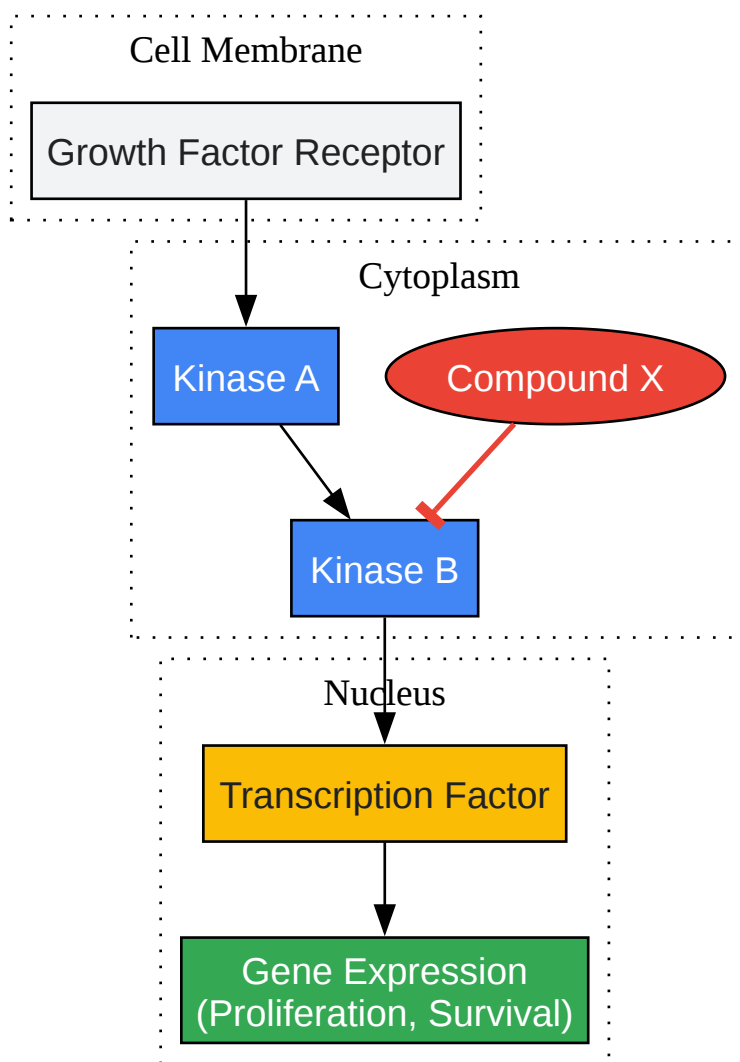 Cell Membrane
Growth Factor Receptor
Cytoplasm
Kinase A
Compound X
Kinase B
Nucleus
Transcription Factor
Gene Expression
(Proliferation, Survival)